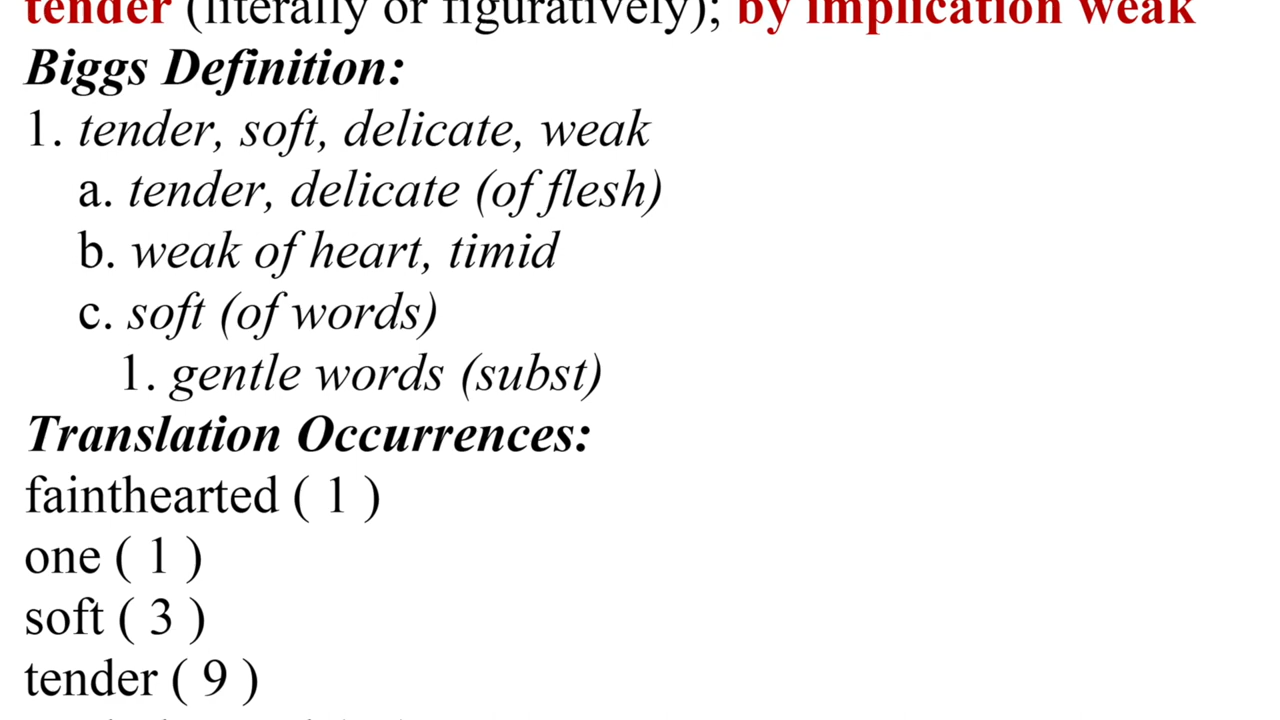 tender (literally or figuratively); by implication weak
Biggs Definition:
1. tender, soft, delicate, weak
a. tender, delicate (of flesh)
b. weak of heart, timid
c. soft (of words)
1. gentle words (subst)
Translation Occurrences:
fainthearted ( 1 )
one ( 1 )
soft ( 3 )
tender ( 9 )